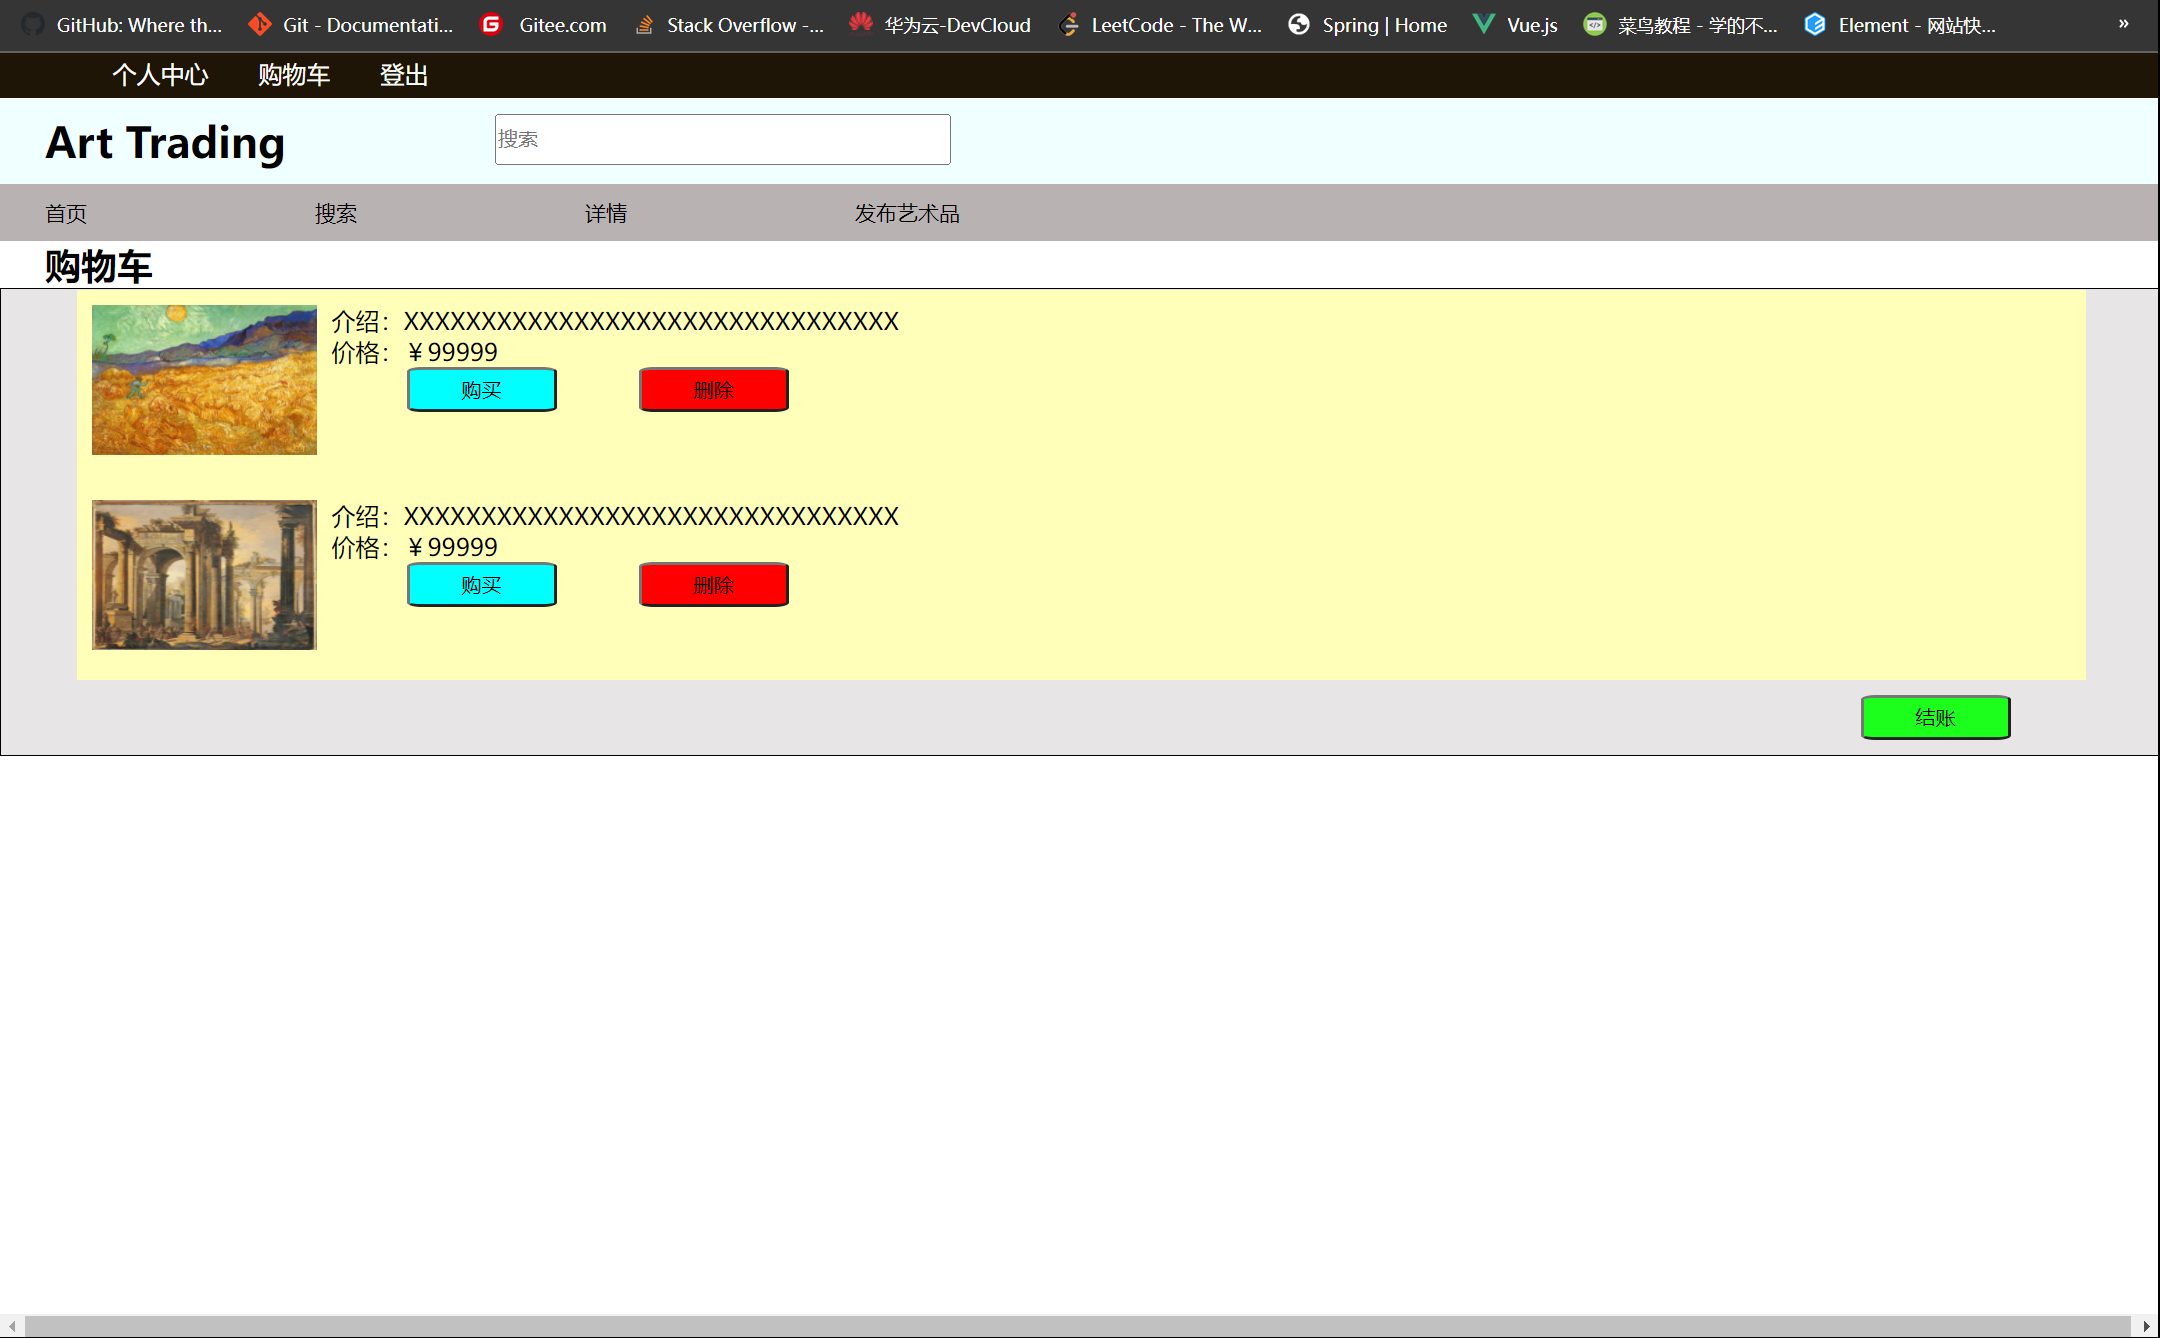 GitHub: Where th... Git - Documentati... Gitee.com Stack Overflow -... 华为云-DevCloud LeetCode - The W... Spring | Home Vue.js 菜鸟教程 - 学的不... Element - 网站快... »
个人中心 购物车 登出
Art Trading 搜索
首页 搜索 详情 发布艺术品
购物车
介绍：XXXXXXXXXXXXXXXXXXXXXXXXXXXXXXXX
价格：￥99999
购买 删除
介绍：XXXXXXXXXXXXXXXXXXXXXXXXXXXXXXXX
价格：￥99999
购买 删除
结账